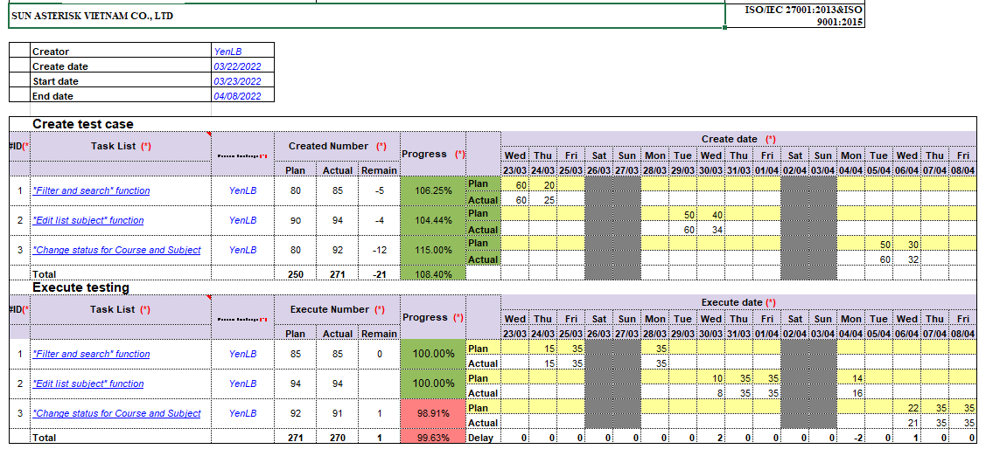 SUN ASTERISK VIETNAM CO., LTD
ISO/IEC 27001:2013&ISO
9001:2015
Creator YenLB
Create date 03/22/2022
Start date 03/23/2022
End date 04/08/2022
Create test case
#ID(* Task List (*) Created Number (*) Progress (*) Create date (*)
Wed Thu Fri Sat Sun Mon Tue Wed Thu Fri Sat Sun Mon Tue Wed Thu Fri
Plan Actual Remain 23/03 24/03 25/03 26/03 27/03 28/03 29/03 30/03 31/03 01/04 02/04 03/04 04/04 05/04 06/04 07/04 08/04
1 "Filter and search" function YenLB 80 85 -5 106.25% Plan 60 20
Actual 60 25
2 "Edit list subject" function YenLB 90 94 -4 104.44% Plan 50 40
Actual 60 34
3 "Change status for Course and Subject YenLB 80 92 -12 115.00% Plan 50 30
Actual 60 32
Total 250 271 -21 108.40%
Execute testing
#ID(* Task List (*) Execute Number (*) Progress (*) Execute date (*)
Wed Thu Fri Sat Sun Mon Tue Wed Thu Fri Sat Sun Mon Tue Wed Thu Fri
Plan Actual Remain 23/03 24/03 25/03 26/03 27/03 28/03 29/03 30/03 31/03 01/04 02/04 03/04 04/04 05/04 06/04 07/04 08/04
1 "Filter and search" function YenLB 85 85 0 100.00% Plan 15 35 35
Actual 15 35 35
2 "Edit list subject" function YenLB 94 94 100.00% Plan 10 35 35 14
Actual 8 35 35 16
3 "Change status for Course and Subject YenLB 92 91 1 98.91% Plan 22 35 35
Actual 21 35 35
Total 271 270 1 99.63% Delay 0 0 0 0 0 0 0 2 0 0 0 0 -2 0 1 0 0